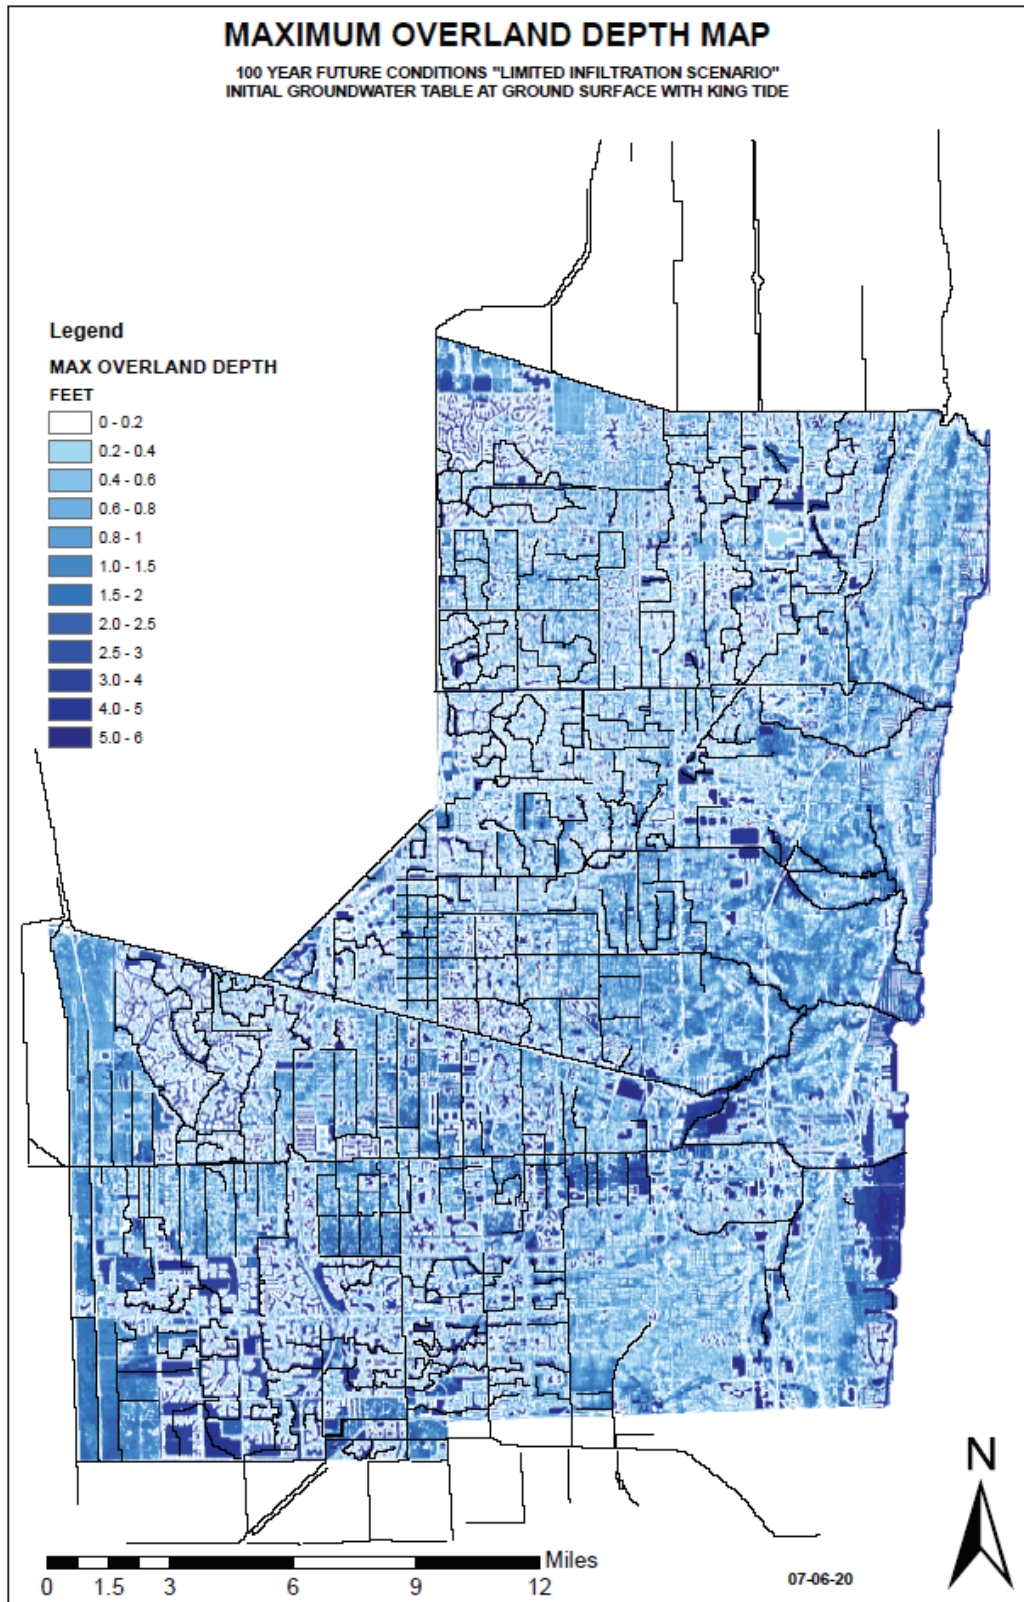 MAXIMUM OVERLAND DEPTH MAP
100 YEAR FUTURE CONDITIONS "LIMITED INFILTRATION SCENARIO"
INITIAL GROUNDWATER TABLE AT GROUND SURFACE WITH KING TIDE
Legend
MAX OVERLAND DEPTH
FEET
0 - 0.2
0.2 - 0.4
0.4 - 0.6
0.6 - 0.8
0.8 - 1
1.0 - 1.5
1.5 - 2
2.0 - 2.5
2.5 - 3
3.0 - 4
4.0 - 5
5.0 - 6
N
Miles
0 1.5 3 6 9 12
07-06-20